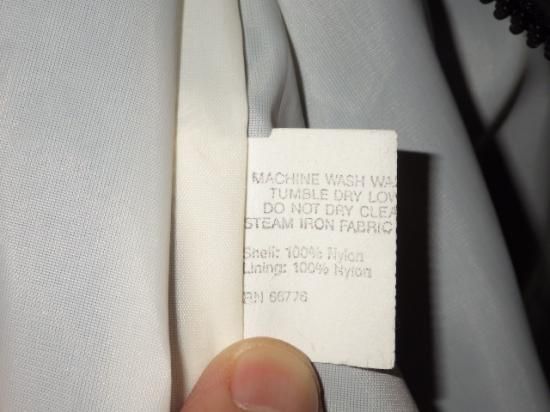 MACHINE WASH WA
TUMBLE DRY LOW
DO NOT DRY CLEA
STEAM IRON FABRIC
Shell: 100% Nylon
Lining: 100% Nylon
RN 66776